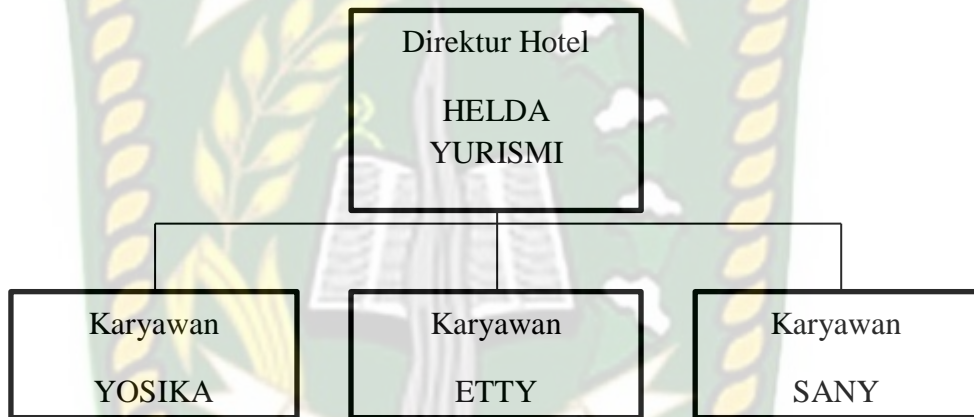 Direktur Hotel
HELDA
YURISMI
Karyawan
YOSIKA
Karyawan
ETTY
Karyawan
SANY